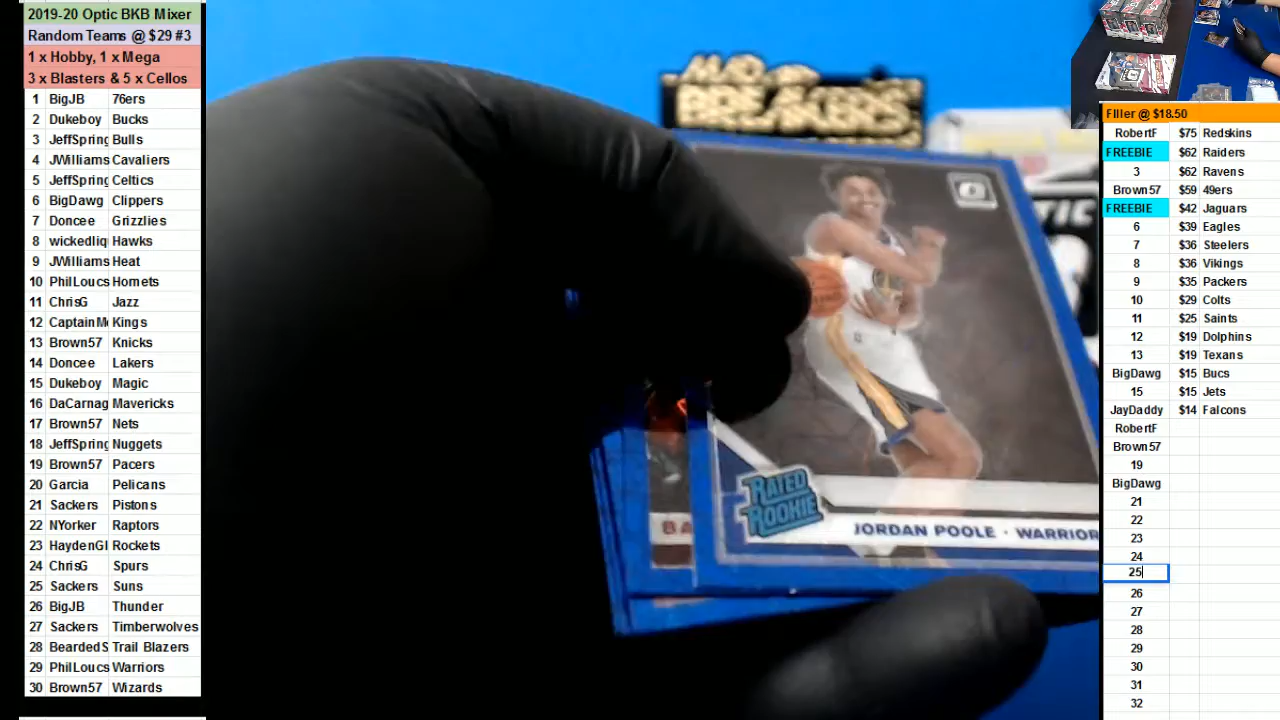 2019-20 Optic BKB Mixer
Random Teams @ $29 #3
1 x Hobby, 1 x Mega
3 x Blasters & 5 x Cellos
1 BigJB 76ers
2 Dukeboy Bucks
3 JeffSpring Bulls
4 JWilliams Cavaliers
5 JeffSpring Celtics
6 BigDawg Clippers
7 Doncee Grizzlies
8 wickedliq Hawks
9 JWilliams Heat
10 PhilLoucs Hornets
11 ChrisG Jazz
12 CaptainM Kings
13 Brown57 Knicks
14 Doncee Lakers
15 Dukeboy Magic
16 DaCarnag Mavericks
17 Brown57 Nets
18 JeffSpring Nuggets
19 Brown57 Pacers
20 Garcia Pelicans
21 Sackers Pistons
22 NYorker Raptors
23 HaydenGl Rockets
24 ChrisG Spurs
25 Sackers Suns
26 BigJB Thunder
27 Sackers Timberwolves
28 BeardedS Trail Blazers
29 PhilLoucs Warriors
30 Brown57 Wizards
BREAKERS
RATED
ROOKIE
JORDAN POOLE · WARRIOR
BA
FIller @ $18.50
RobertF $75 Redskins
FREEBIE $62 Raiders
3 $62 Ravens
Brown57 $59 49ers
FREEBIE $42 Jaguars
6 $39 Eagles
7 $36 Steelers
8 $36 Vikings
9 $35 Packers
10 $29 Colts
11 $25 Saints
12 $19 Dolphins
13 $19 Texans
BigDawg $15 Bucs
15 $15 Jets
JayDaddy $14 Falcons
RobertF
Brown57
19
BigDawg
21
22
23
24
25
26
27
28
29
30
31
32